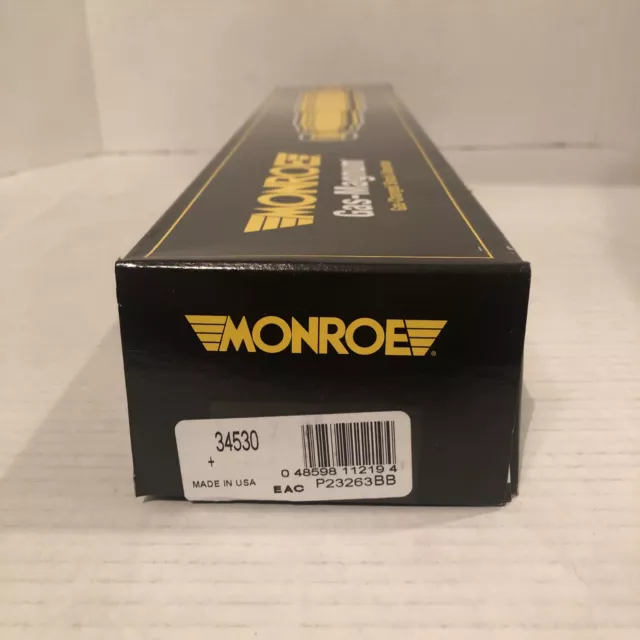 MONROE
Gas-Magnum
MONROE®
34530
+
0 48598 11219 4
MADE IN USA EAC P23263BB